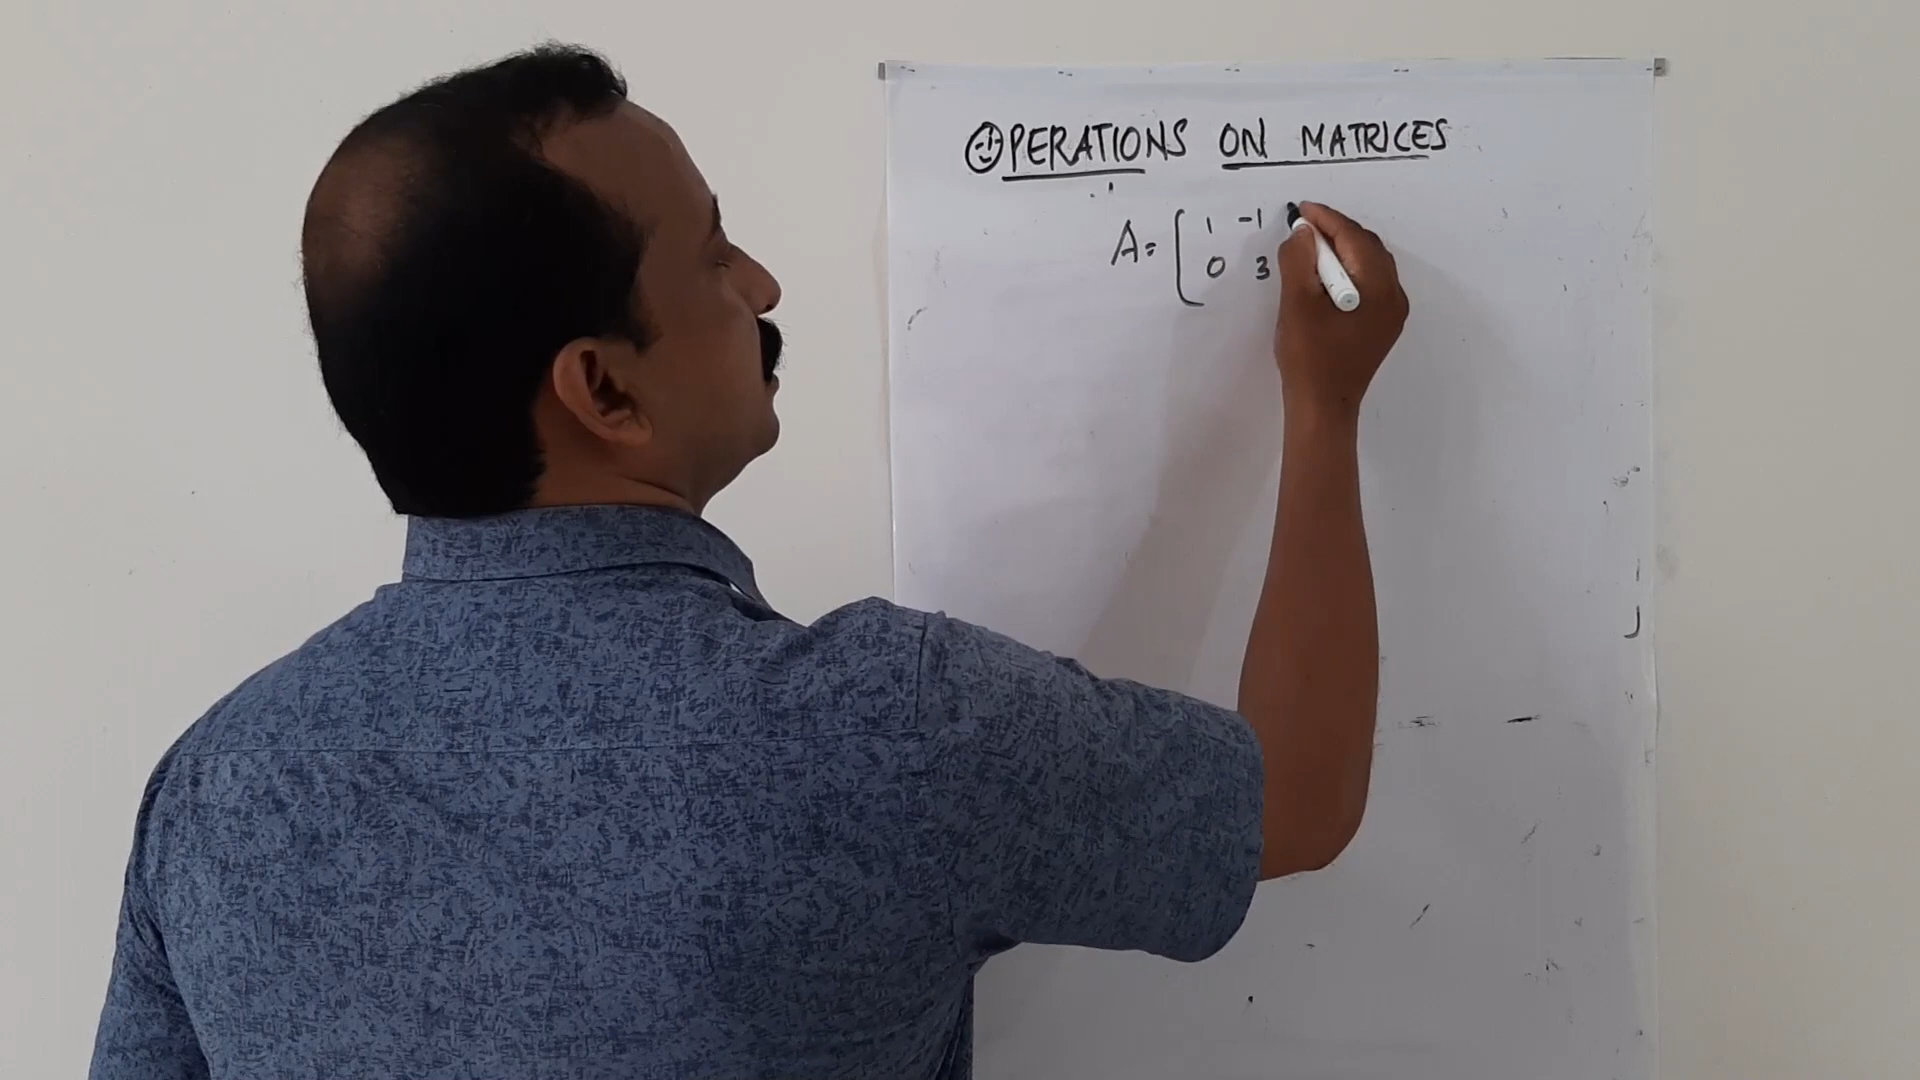 OPERATIONS ON MATRICES
A = [ 1 -1
0 3